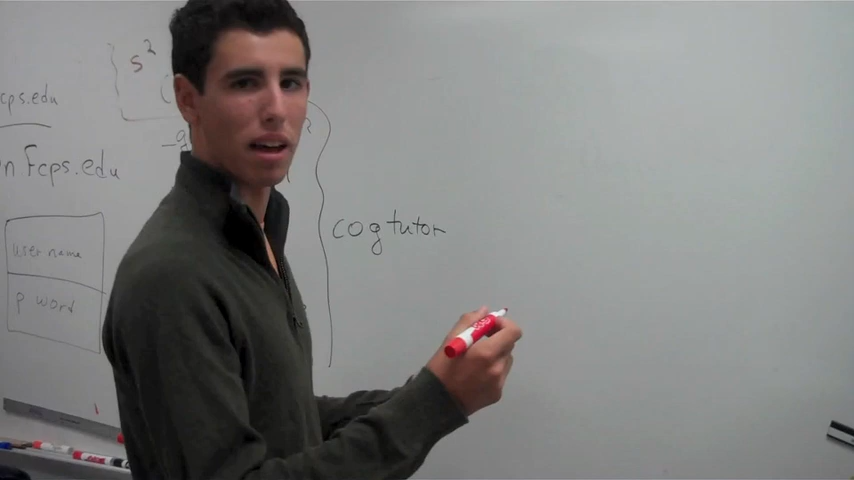 s²
cps.edu
n Fcps.edu
cog tutor
user name
p word